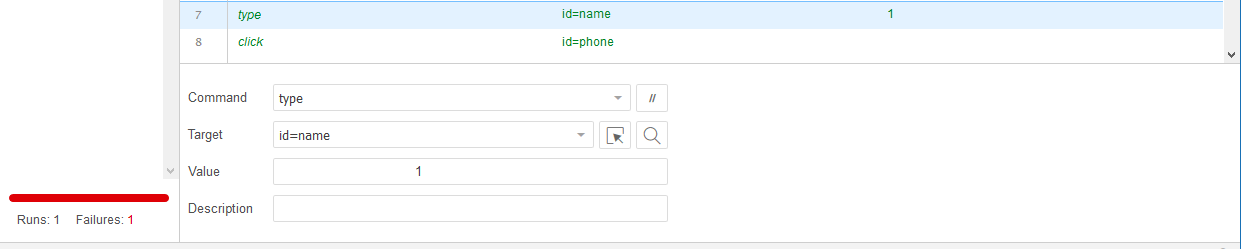 7 type id=name 1
8 click id=phone
Command type //
Target id=name
Value 1
Description
Runs: 1 Failures: 1